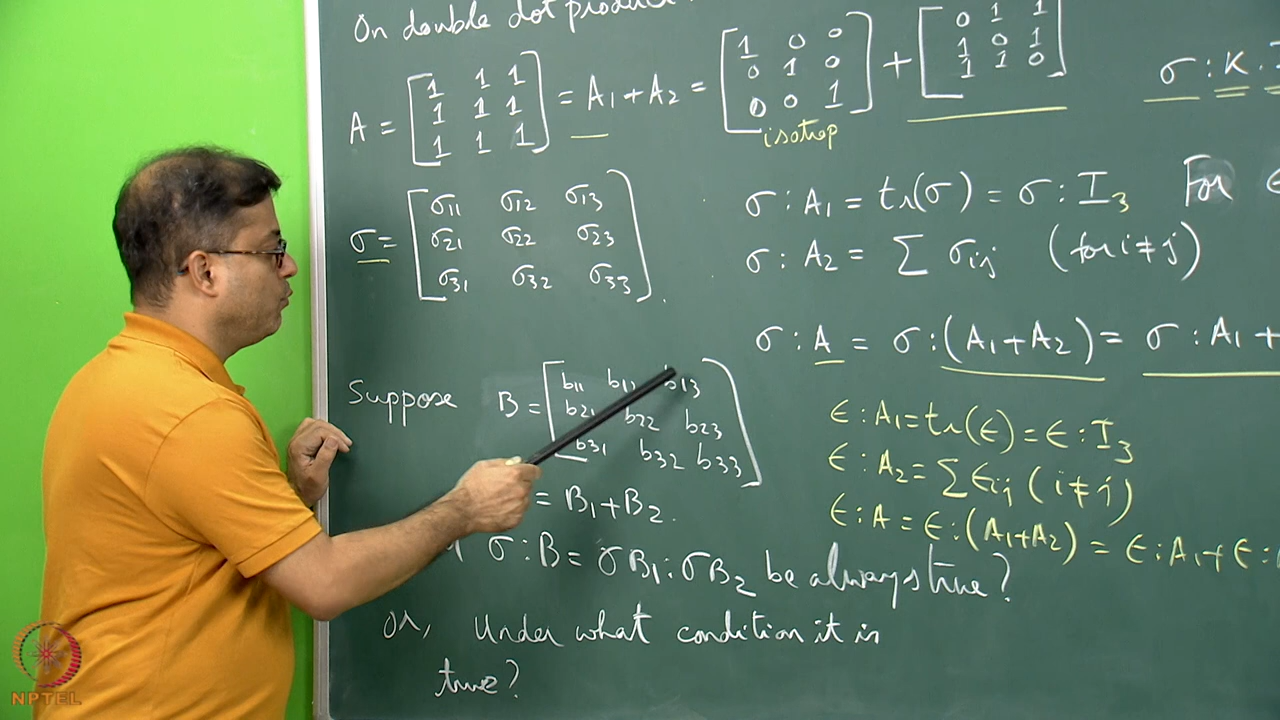 On double dot product
A = [1 1 1; 1 1 1; 1 1 1] = A₁ + A₂ = [1 0 0; 0 1 0; 0 0 1] + [0 1 1; 1 0 1; 1 1 0]
isotrop
σ : K :
σ = [σ₁₁ σ₁₂ σ₁₃; σ₂₁ σ₂₂ σ₂₃; σ₃₁ σ₃₂ σ₃₃]
σ : A₁ = tr(σ) = σ : I₃ For ϵ
σ : A₂ = Σ σij (for i ≠ j)
σ : A = σ : (A₁ + A₂) = σ : A₁ +
Suppose B = [b₁₁ b₁₂ b₁₃; b₂₁ b₂₂ b₂₃; b₃₁ b₃₂ b₃₃]
= B₁ + B₂.
ϵ : A₁ = tr(ϵ) = ϵ : I₃
ϵ : A₂ = Σ ϵij (i ≠ j)
ϵ : A = ϵ : (A₁ + A₂) = ϵ : A₁ + ϵ :
σ : B = σB₁ : σB₂ be always true?
or, Under what condition it is
true?
NPTEL